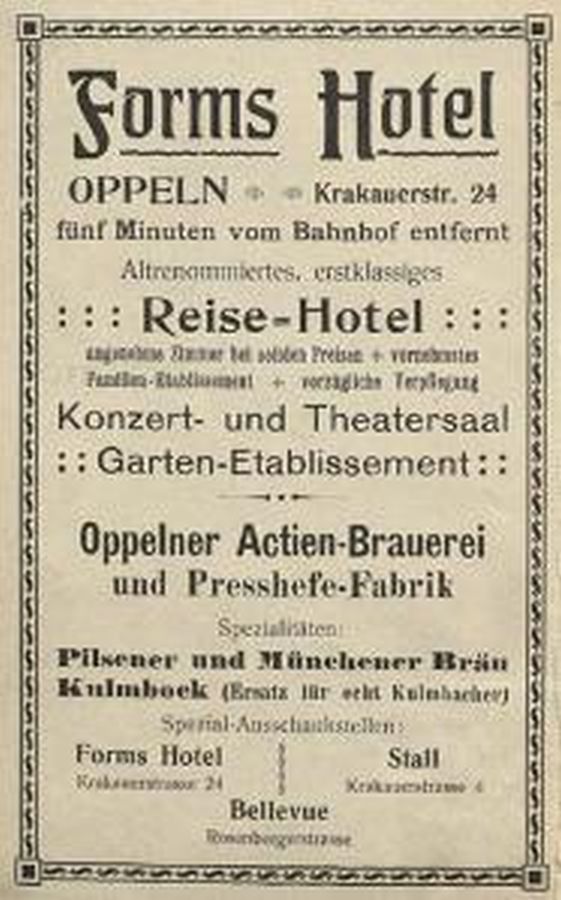 Forms Hotel
OPPELN Krakauerstr. 24
fünf Minuten vom Bahnhof entfernt
Altrenommiertes, erstklassiges
: : : Reise-Hotel : : :
angenehme Zimmer bei soliden Preisen + vornehmstes
Familien-Etablissement + vorzügliche Verpflegung
Konzert- und Theatersaal
: : Garten-Etablissement : :
Oppelner Actien-Brauerei
und Presshefe-Fabrik
Spezialitäten:
Pilsener und Münchener Bräu
Kulmbock (Ersatz für echt Kulmbacher)
Spezial-Ausschankstellen:
Forms Hotel Stall
Krakauerstrasse 24 Krakauerstrasse
Bellevue
Rosenbergerstrasse